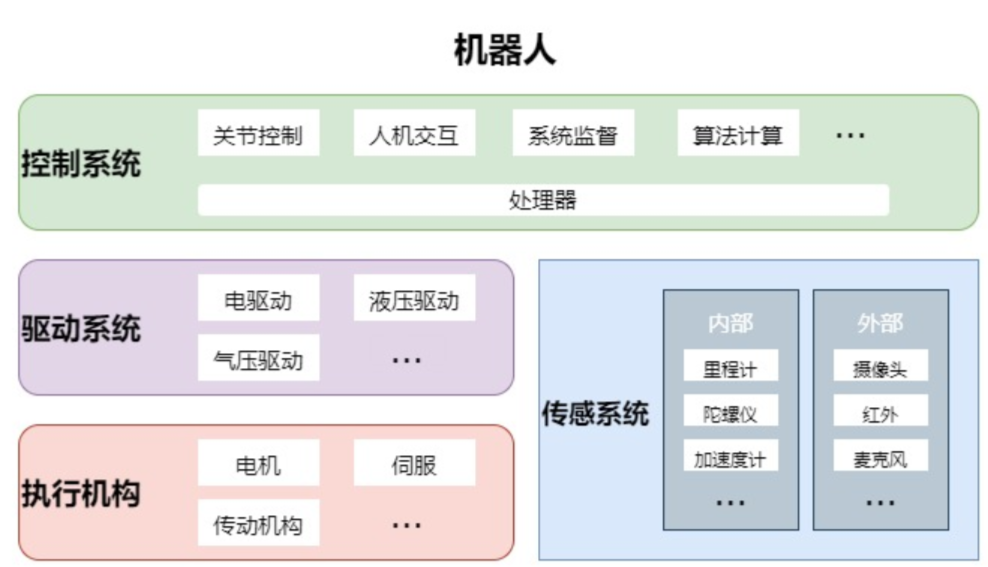 机器人
控制系统
关节控制 人机交互 系统监督 算法计算 ...
处理器
驱动系统
电驱动 液压驱动
气压驱动 ...
执行机构
电机 伺服
传动机构 ...
传感系统
内部
里程计
陀螺仪
加速度计
...
外部
摄像头
红外
麦克风
...